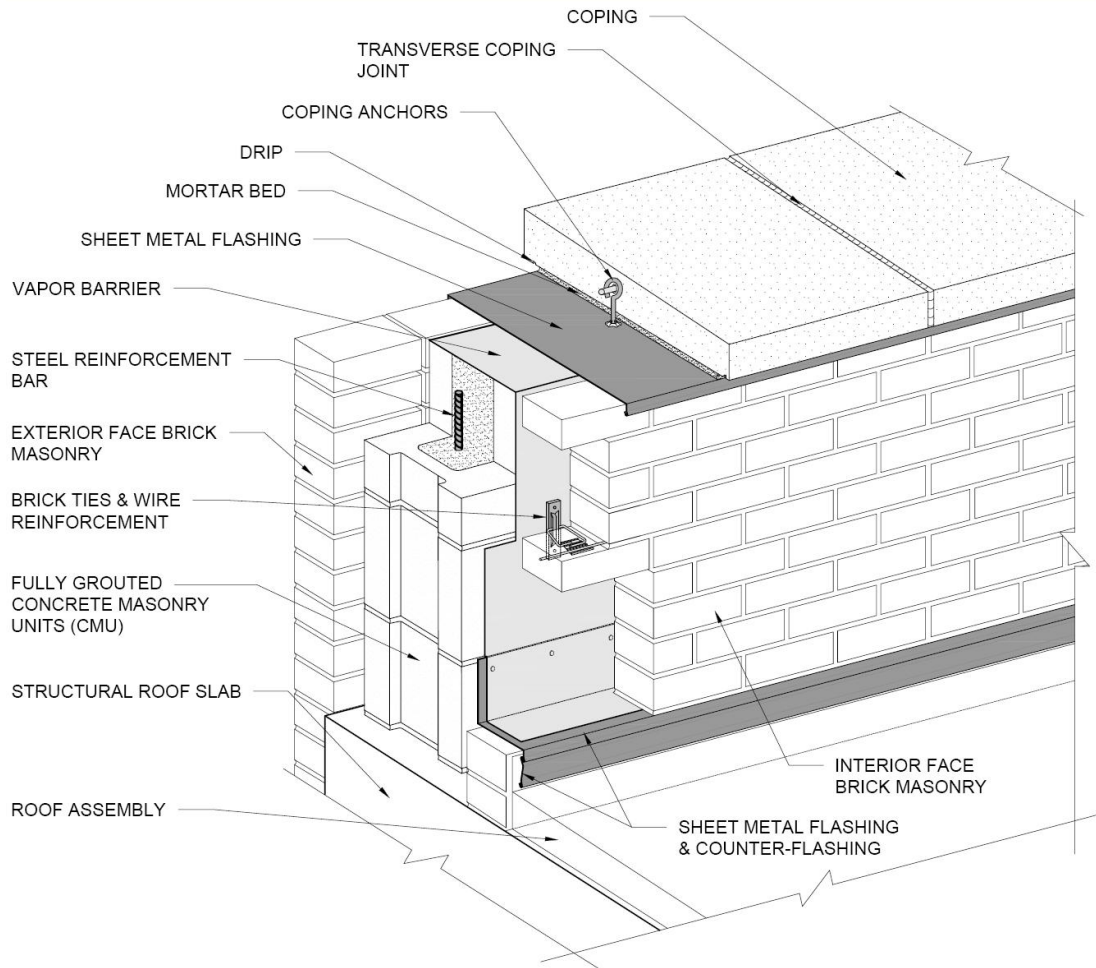 COPING
TRANSVERSE COPING
JOINT
COPING ANCHORS
DRIP
MORTAR BED
SHEET METAL FLASHING
VAPOR BARRIER
STEEL REINFORCEMENT
BAR
EXTERIOR FACE BRICK
MASONRY
BRICK TIES & WIRE
REINFORCEMENT
FULLY GROUTED
CONCRETE MASONRY
UNITS (CMU)
STRUCTURAL ROOF SLAB
ROOF ASSEMBLY
INTERIOR FACE
BRICK MASONRY
SHEET METAL FLASHING
& COUNTER-FLASHING